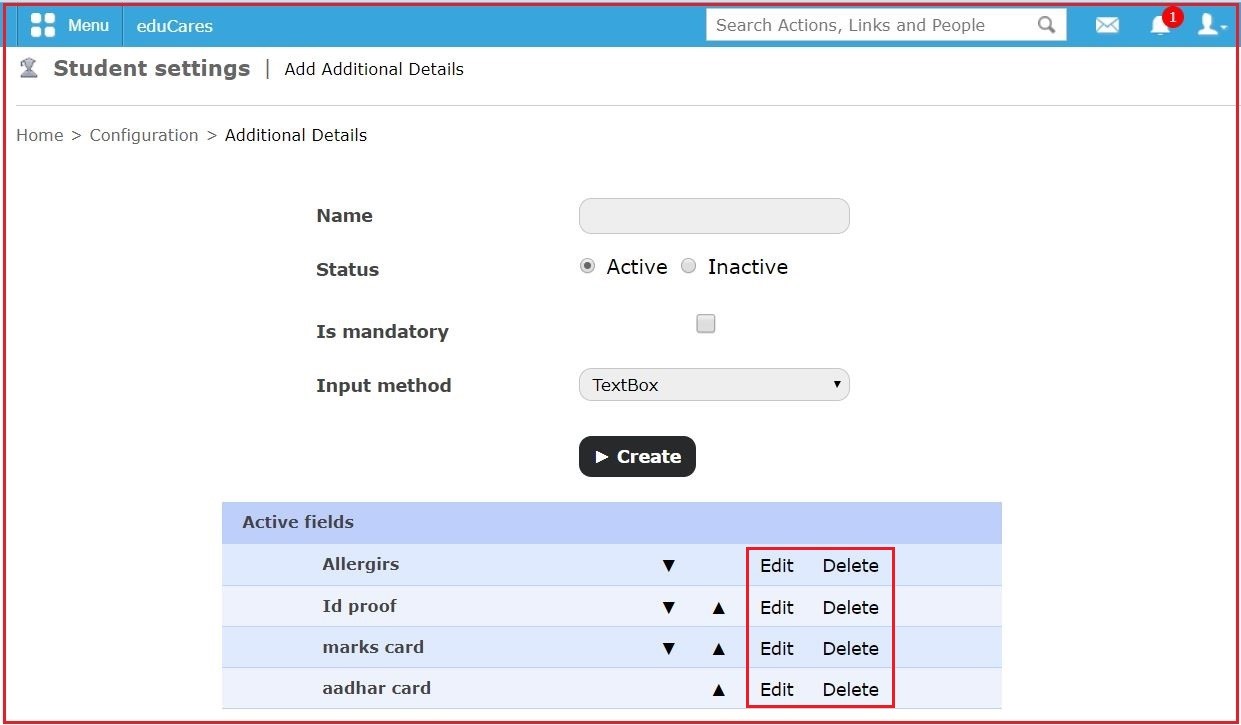 Menu eduCares Search Actions, Links and People 1
Student settings | Add Additional Details
Home > Configuration > Additional Details
Name
Status Active Inactive
Is mandatory
Input method TextBox
Create
Active fields
Allergirs Edit Delete
Id proof Edit Delete
marks card Edit Delete
aadhar card Edit Delete